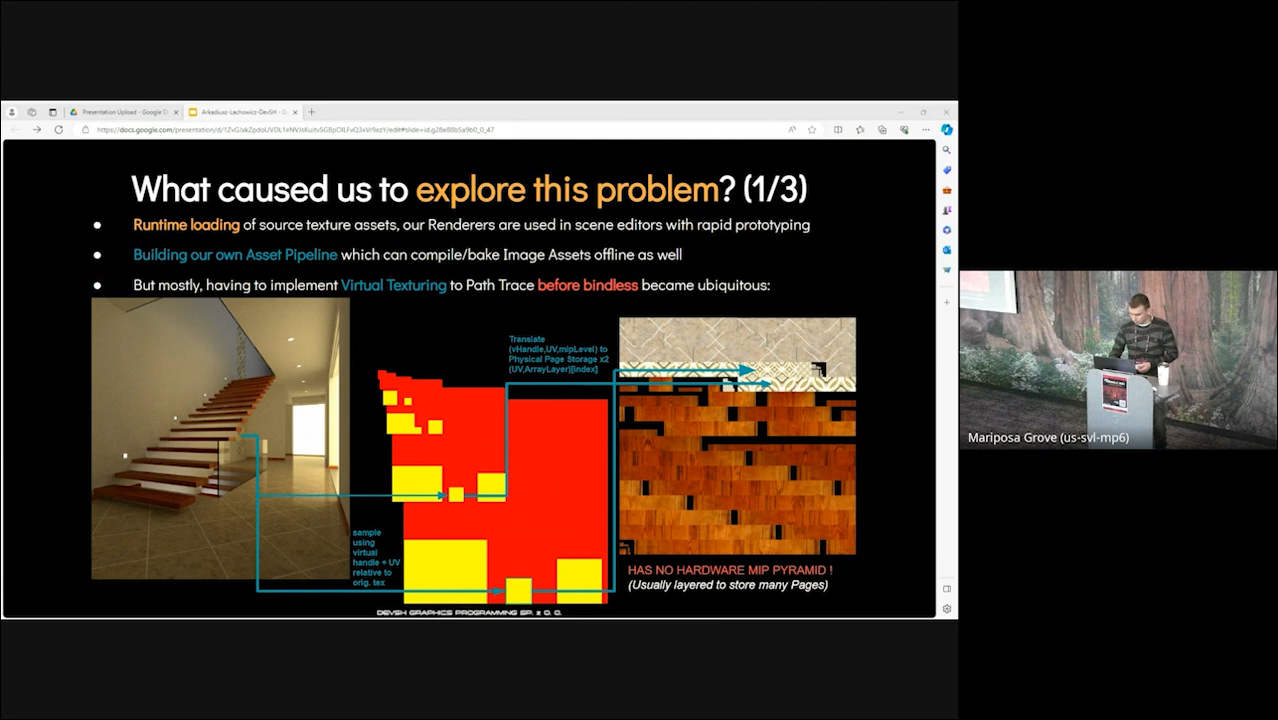 Presentation Upload - Google D
Arkadiusz-Lachowicz-DevSH - G
What caused us to explore this problem? (1/3)
Runtime loading of source texture assets, our Renderers are used in scene editors with rapid prototyping
Building our own Asset Pipeline which can compile/bake Image Assets offline as well
But mostly, having to implement Virtual Texturing to Path Trace before bindless became ubiquitous:
Translate
(vHandle,UV,mipLevel) to
Physical Page Storage x2
(UV,ArrayLayer)[index]
sample
using
virtual
handle + UV
relative to
orig. tex
HAS NO HARDWARE MIP PYRAMID !
(Usually layered to store many Pages)
DEVSH GRAPHICS PROGRAMMING SP. z O. O.
Mariposa Grove (us-svl-mp6)